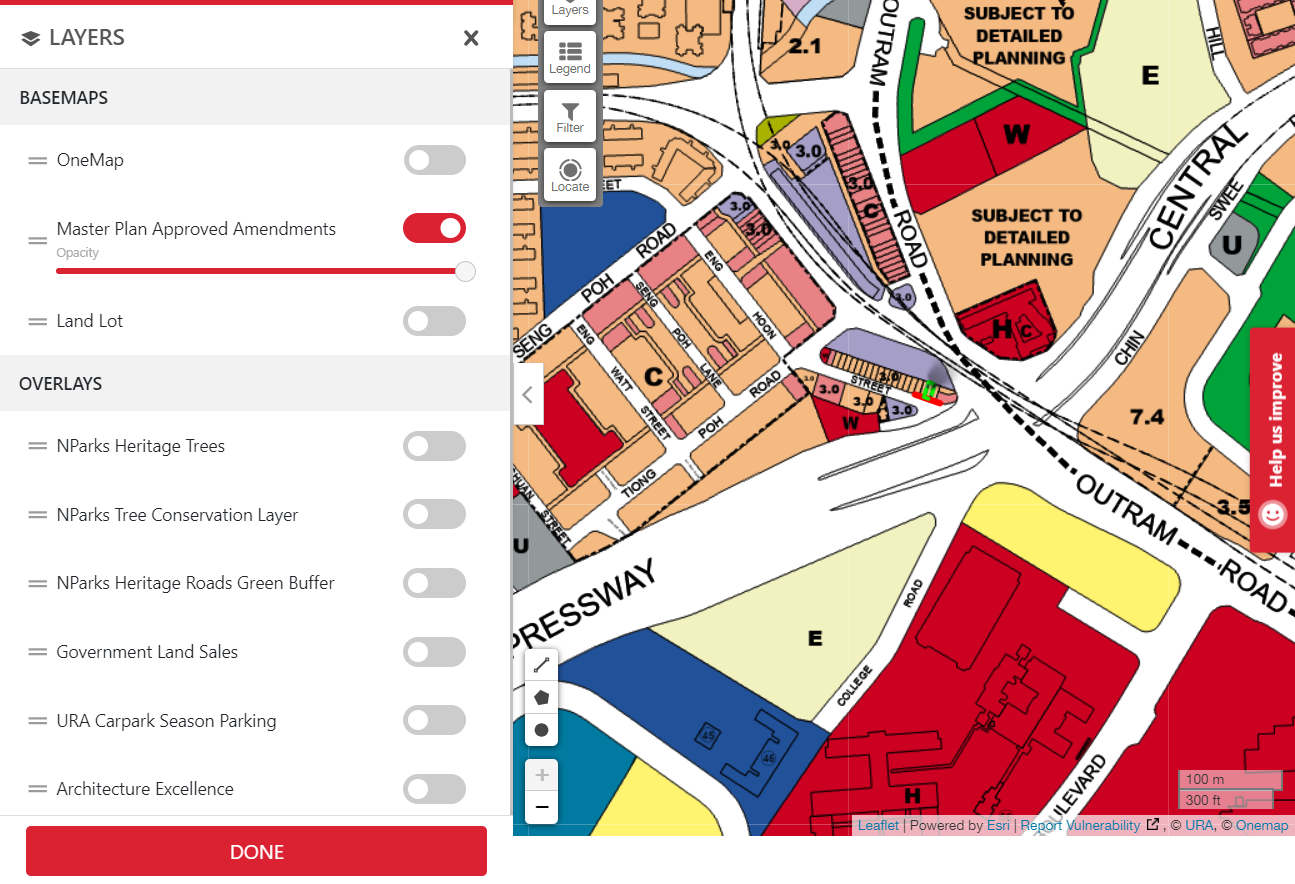 LAYERS
BASEMAPS
OneMap
Master Plan Approved Amendments
Opacity
Land Lot
OVERLAYS
NParks Heritage Trees
NParks Tree Conservation Layer
NParks Heritage Roads Green Buffer
Government Land Sales
URA Carpark Season Parking
Architecture Excellence
DONE
Layers
Legend
Filter
Locate
2.1
OUTRAM
SUBJECT TO
DETAILED
PLANNING
HILL
E
W
CENTRAL
3.0
3.0
3.0
C
ROAD
SWEE
U
SUBJECT TO
DETAILED
PLANNING
3.0
3.0
3.0
SENG
POH
ROAD
ENG
SENG
POH
LANE
HOON
ENG
WATT
STREET
C
TIONG
POH
ROAD
H
C
CHIN
3.0
STREET
3.0
3.0
3.0
3.0
W
7.4
3.5
OUTRAM
ROAD
STREET
U
PRESSWAY
E
COLLEGE
ROAD
45
46
H
BOULEVARD
Help us improve
100 m
300 ft
Leaflet | Powered by Esri | Report Vulnerability , © URA, © Onemap